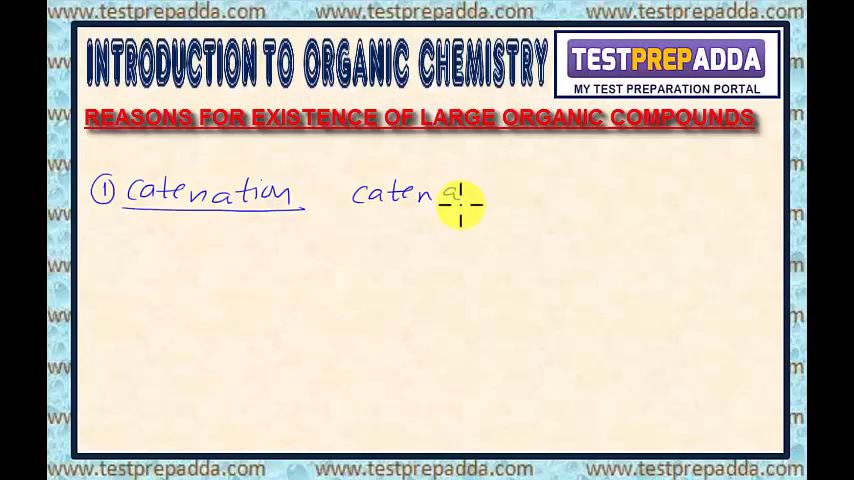 www.testprepadda.com www.testprepadda.com www.testprepadda.com
INTRODUCTION TO ORGANIC CHEMISTRY
TESTPREPADDA
MY TEST PREPARATION PORTAL
REASONS FOR EXISTENCE OF LARGE ORGANIC COMPOUNDS
① catenation catena
www.testprepadda.com www.testprepadda.com www.testprepadda.com